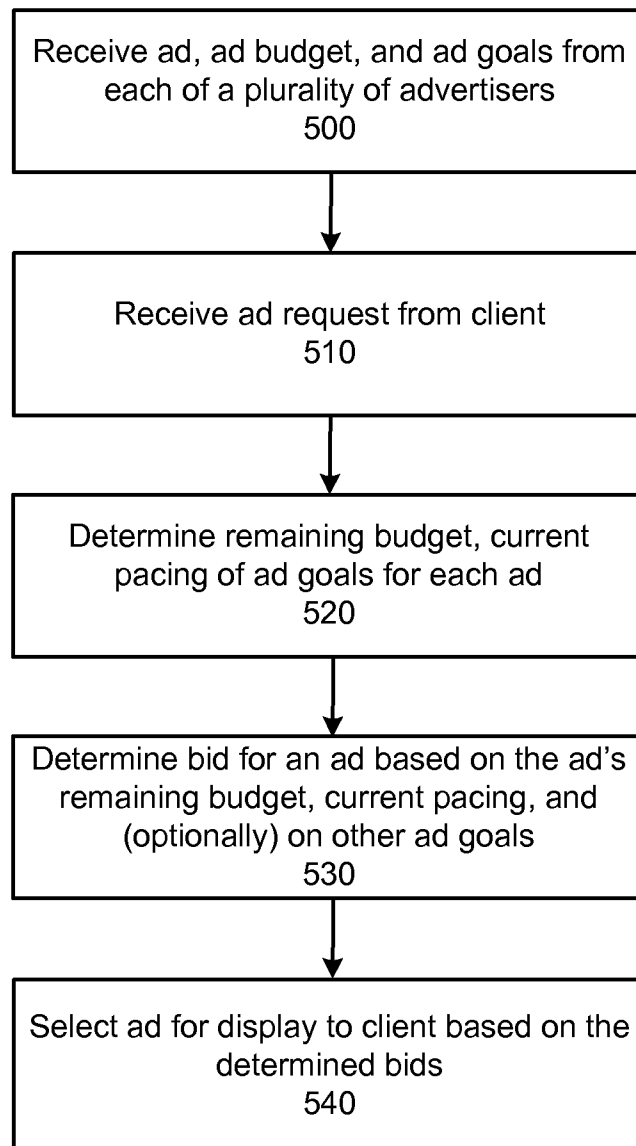 Receive ad, ad budget, and ad goals from
each of a plurality of advertisers
500
Receive ad request from client
510
Determine remaining budget, current
pacing of ad goals for each ad
520
Determine bid for an ad based on the ad’s
remaining budget, current pacing, and
(optionally) on other ad goals
530
Select ad for display to client based on the
determined bids
540